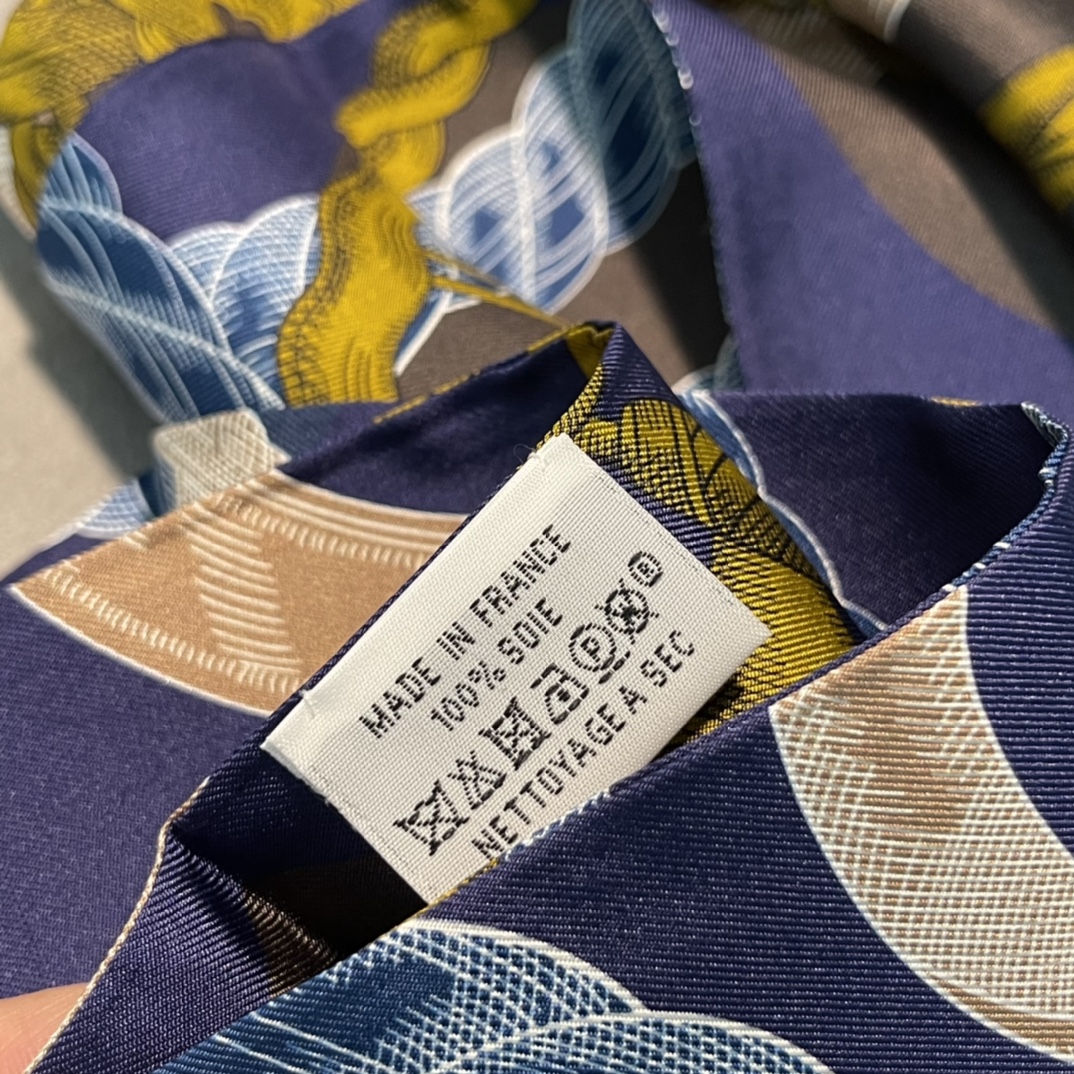 MADE IN FRANCE
100% SOIE
P ®
NETTOYAGE A SEC